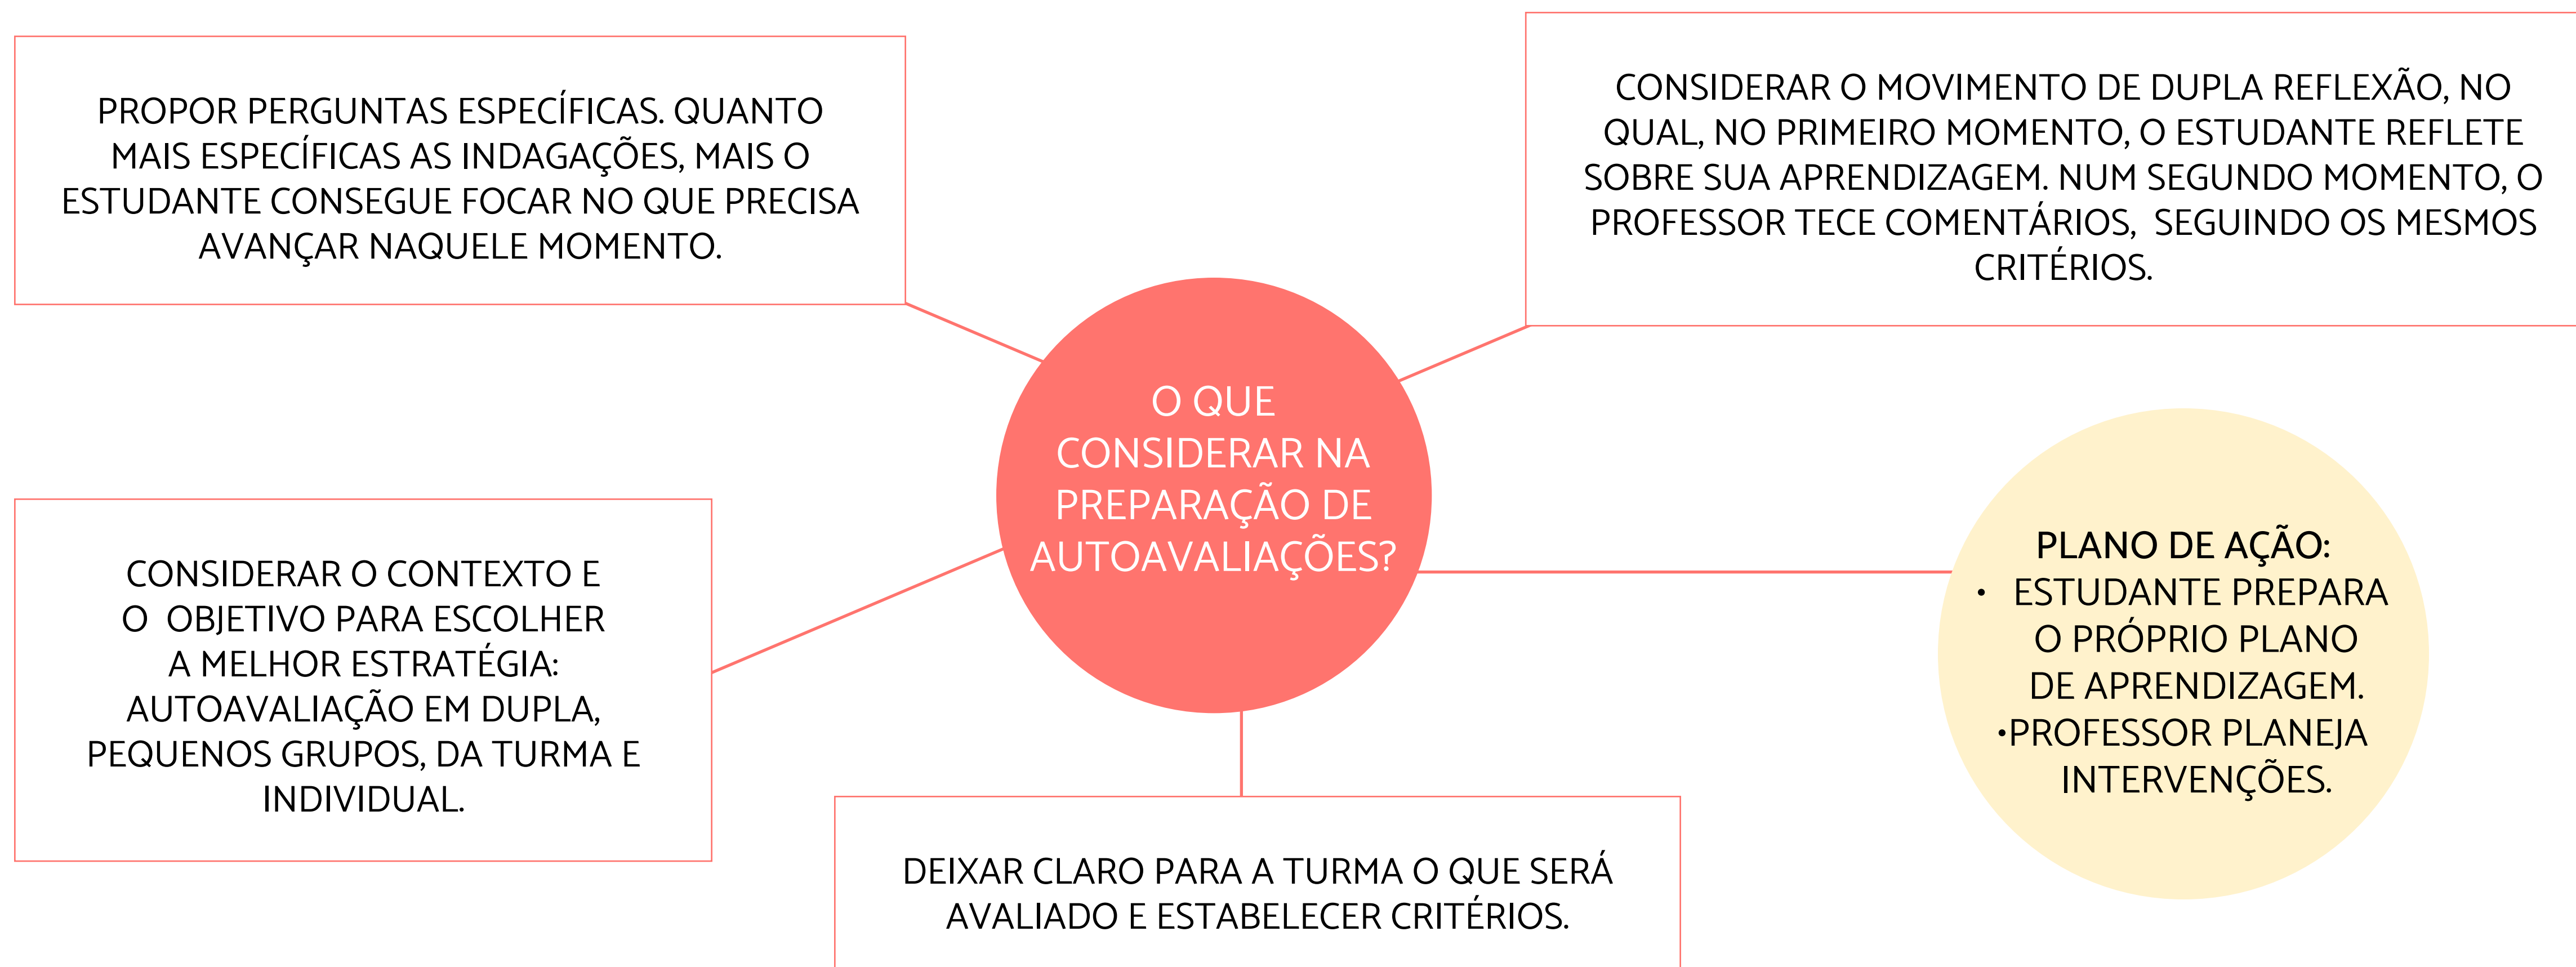 PROPOR PERGUNTAS ESPECÍFICAS. QUANTO
MAIS ESPECÍFICAS AS INDAGAÇÕES, MAIS O
ESTUDANTE CONSEGUE FOCAR NO QUE PRECISA
AVANÇAR NAQUELE MOMENTO.
CONSIDERAR O MOVIMENTO DE DUPLA REFLEXÃO, NO
QUAL, NO PRIMEIRO MOMENTO, O ESTUDANTE REFLETE
SOBRE SUA APRENDIZAGEM. NUM SEGUNDO MOMENTO, O
PROFESSOR TECE COMENTÁRIOS, SEGUINDO OS MESMOS
CRITÉRIOS.
O QUE
CONSIDERAR NA
PREPARAÇÃO DE
AUTOAVALIAÇÕES?
CONSIDERAR O CONTEXTO E
O OBJETIVO PARA ESCOLHER
A MELHOR ESTRATÉGIA:
AUTOAVALIAÇÃO EM DUPLA,
PEQUENOS GRUPOS, DA TURMA E
INDIVIDUAL.
PLANO DE AÇÃO:
• ESTUDANTE PREPARA
O PRÓPRIO PLANO
DE APRENDIZAGEM.
•PROFESSOR PLANEJA
INTERVENÇÕES.
DEIXAR CLARO PARA A TURMA O QUE SERÁ
AVALIADO E ESTABELECER CRITÉRIOS.